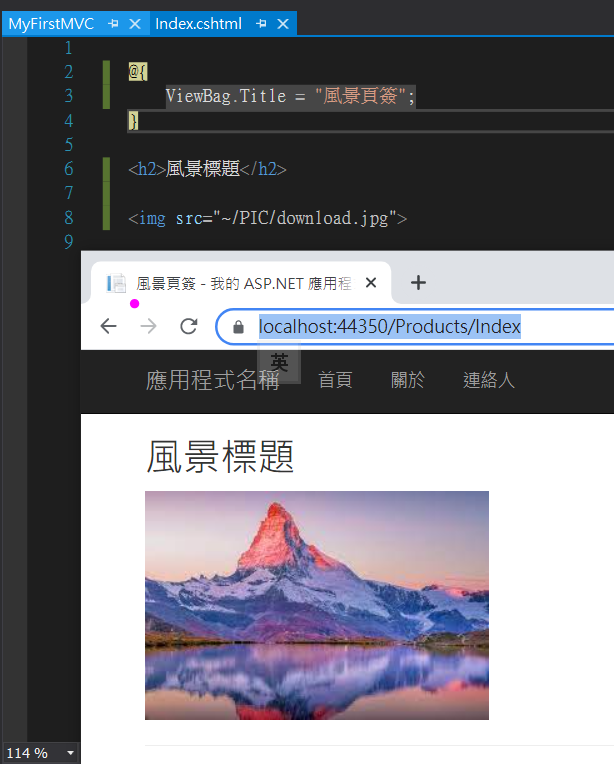 MyFirstMVC Index.cshtml
1
2 @{
3 ViewBag.Title = "風景頁簽";
4 }
5
6 <h2>風景標題</h2>
7
8 <img src="~/PIC/download.jpg">
9
風景頁簽 - 我的 ASP.NET 應用程
localhost:44350/Products/Index
英
應用程式名稱 首頁 關於 連絡人
風景標題
114 %